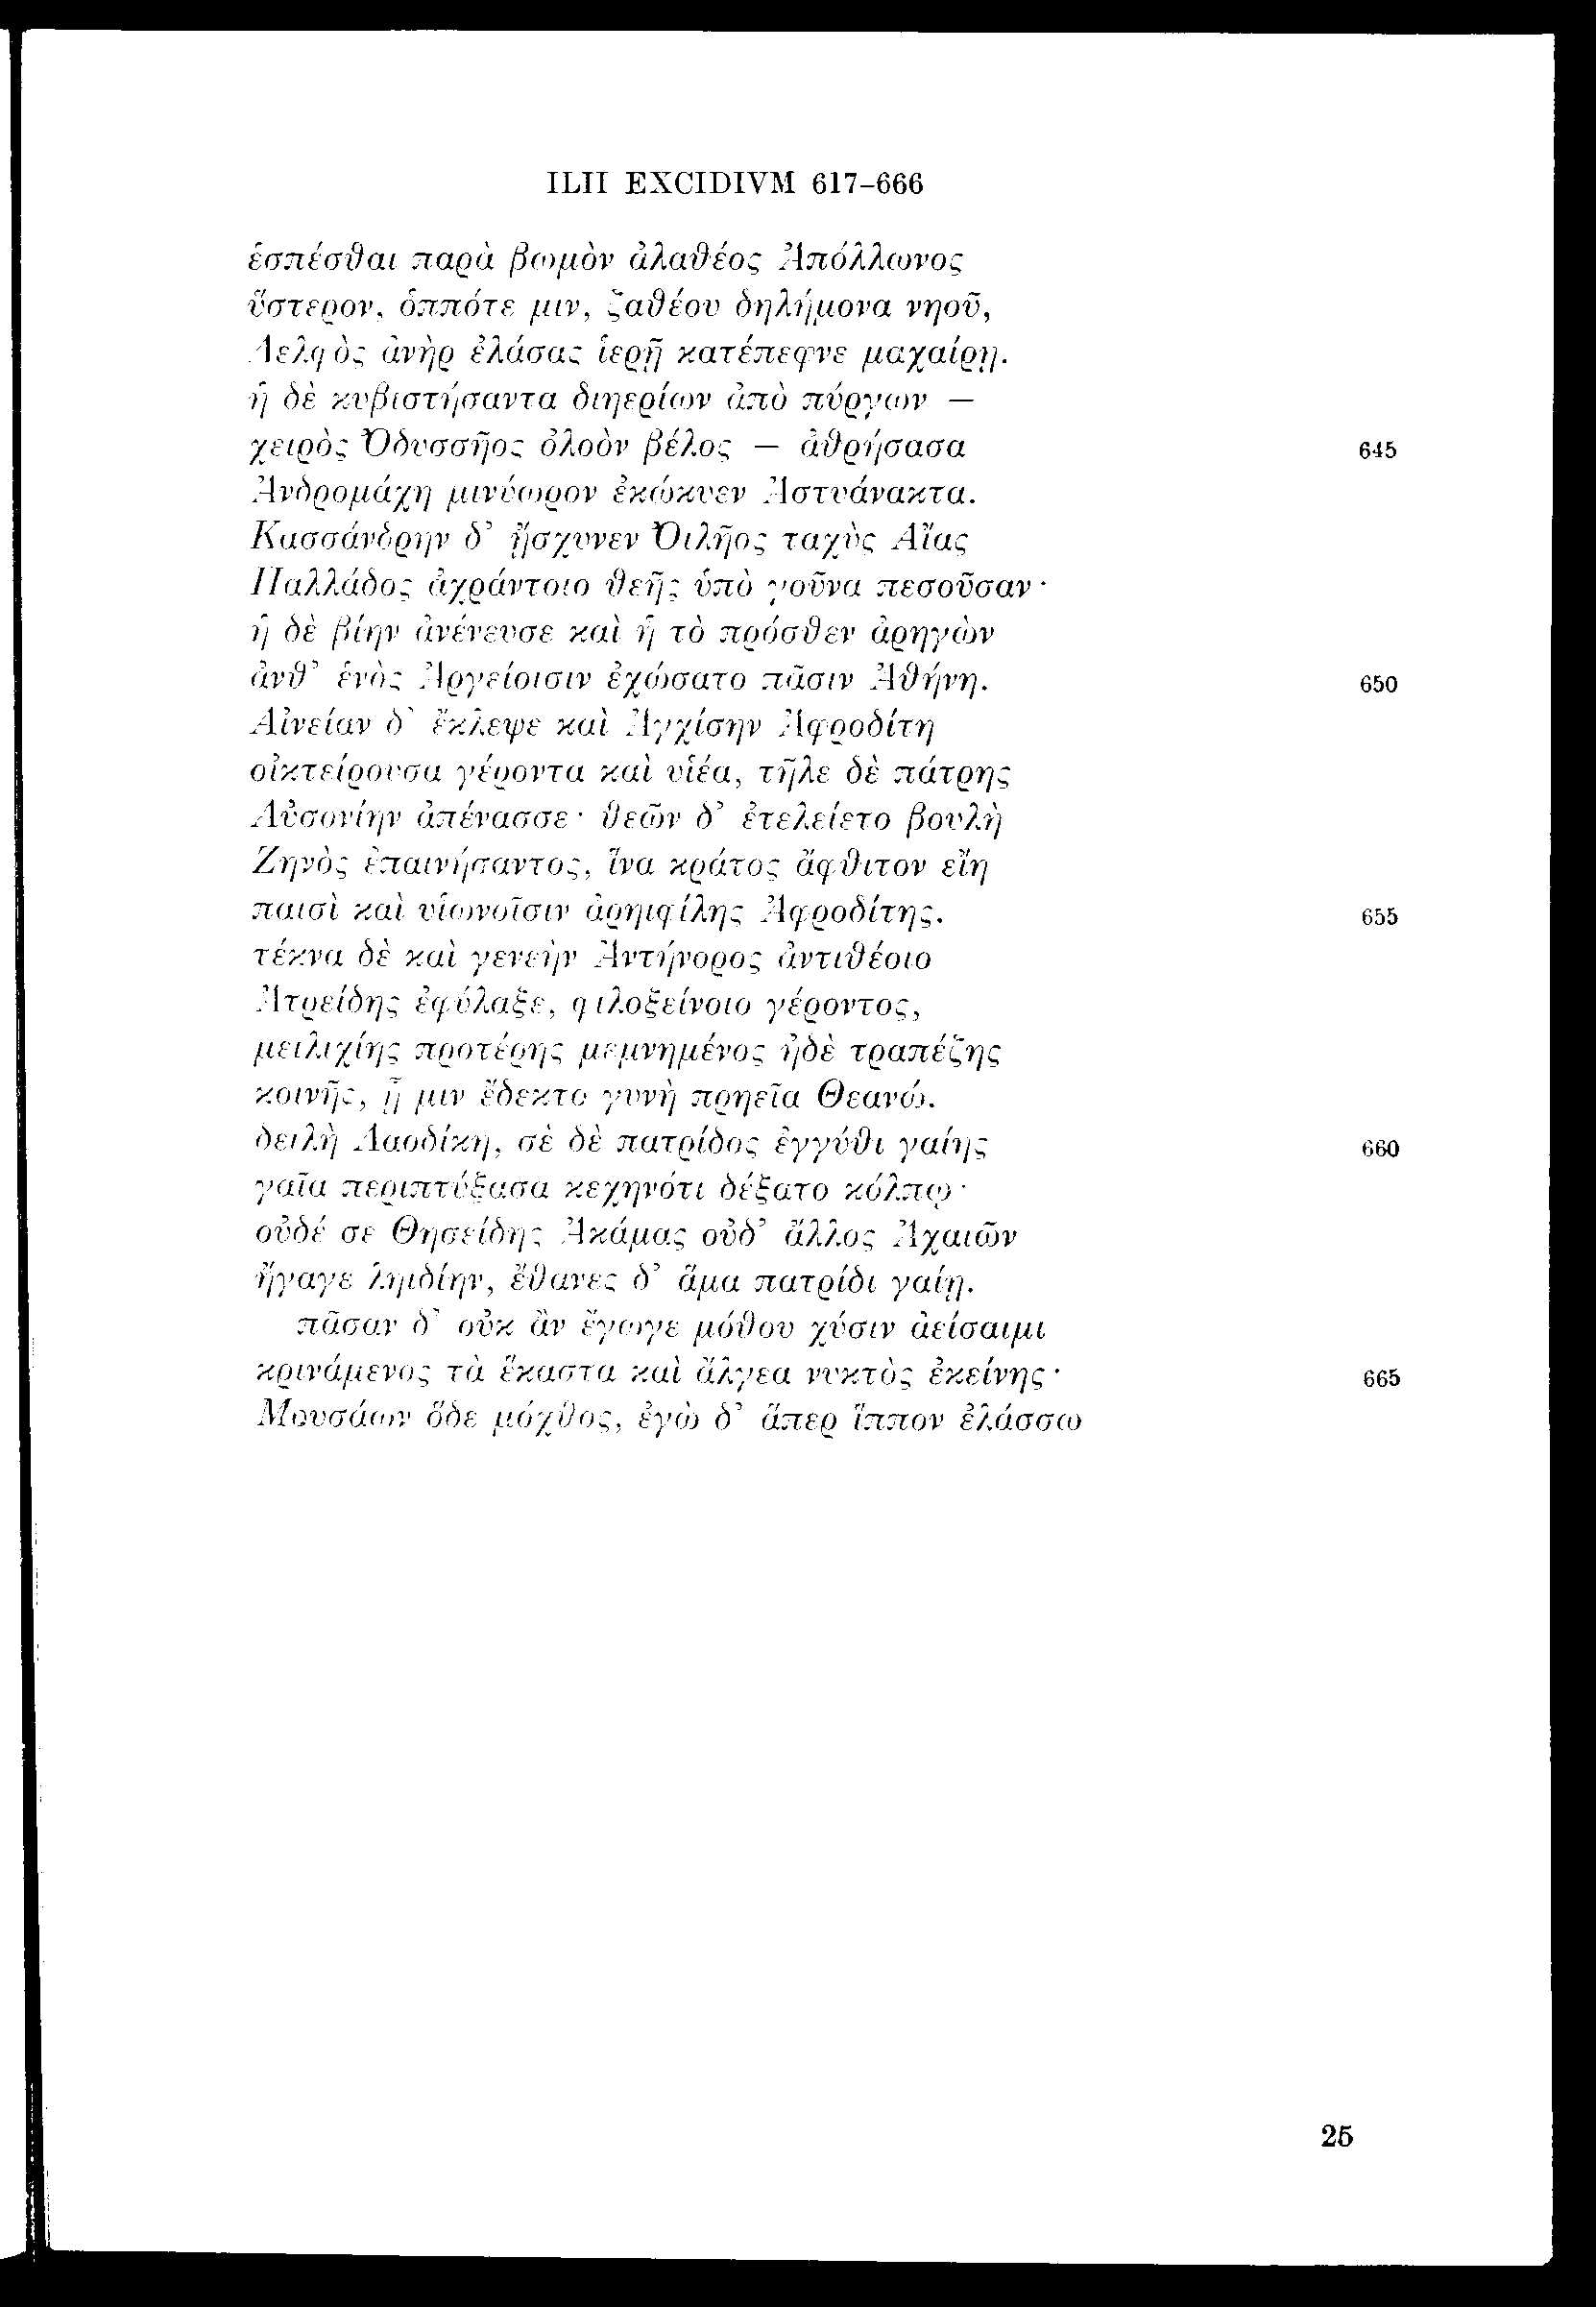 ILII EXCIDIVM 617–666
ἑσπέσθαι παρὰ βωμὸν ἀλαθέος Ἀπόλλωνος
ὕστερον, ὁππότε μιν, ζαθέου δηλήμονα νηοῦ,
Δελφὸς ἀνὴρ ἐλάσας ἱερῇ κατέπεφνε μαχαίρῃ.
ἡ δὲ κυβιστήσαντα διηερίων ἀπὸ πύργων —
χειρὸς Ὀδυσσῆος ὀλοὸν βέλος — ἀθρήσασα 645
Ἀνδρομάχη μινύωρον ἐκώκυεν Ἀστυάνακτα.
Κασσάνδρην δ’ ᾔσχυνεν Ὀιλῆος ταχὺς Αἴας
Παλλάδος ἀχράντοιο θεῆς ὑπὸ γοῦνα πεσοῦσαν·
ἡ δὲ βίην ἀνένευσε καὶ ἡ τὸ πρόσθεν ἀρηγὼν
ἀνθ’ ἑνὸς Ἀργείοισιν ἐχώσατο πᾶσιν Ἀθήνη. 650
Αἰνείαν δ’ ἔκλεψε καὶ Ἀγχίσην Ἀφροδίτη
οἰκτείρουσα γέροντα καὶ υἱέα, τῆλε δὲ πάτρης
Αὐσονίην ἀπένασσε· θεῶν δ’ ἐτελείετο βουλὴ
Ζηνὸς ἐπαινήσαντος, ἵνα κράτος ἄφθιτον εἴη
παισὶ καὶ υἱωνοῖσιν ἀρηιφίλης Ἀφροδίτης. 655
τέκνα δὲ καὶ γενεὴν Ἀντήνορος ἀντιθέοιο
Ἀτρείδης ἐφύλαξε, φιλοξείνοιο γέροντος,
μειλιχίης προτέρης μεμνημένος ἠδὲ τραπέζης
κοινῆς, ᾗ μιν ἔδεκτο γυνὴ πρηεῖα Θεανώ.
δειλὴ Λαοδίκη, σὲ δὲ πατρίδος ἐγγύθι γαίης 660
γαῖα περιπτύξασα κεχηνότι δέξατο κόλπῳ·
οὐδέ σε Θησείδης Ἀκάμας οὐδ’ ἄλλος Ἀχαιῶν
ἤγαγε ληιδίην, ἔθανες δ’ ἅμα πατρίδι γαίῃ.
πᾶσαν δ’ οὐκ ἂν ἔγωγε μόθου χύσιν ἀείσαιμι
κρινάμενος τὰ ἕκαστα καὶ ἄλγεα νυκτὸς ἐκείνης· 665
Μουσάων ὅδε μόχθος, ἐγὼ δ’ ἅπερ ἵππον ἐλάσσω
25